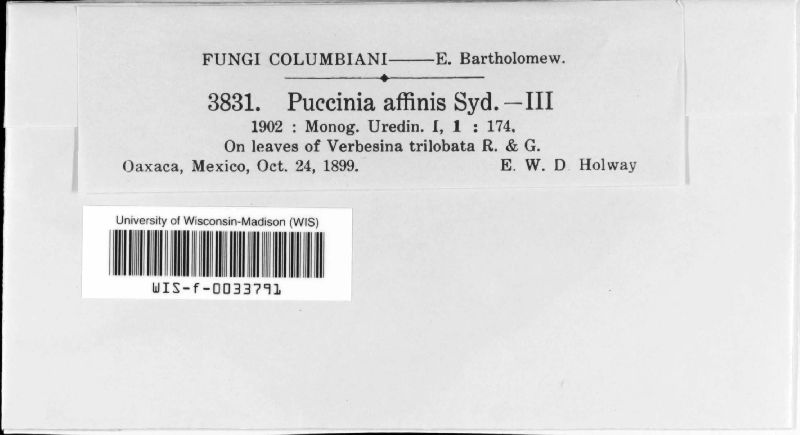 FUNGI COLUMBIANI—E. Bartholomew.
3831. Puccinia affinis Syd.—III
1902 : Monog. Uredin. I, 1 : 174.
On leaves of Verbesina trilobata R. & G.
Oaxaca, Mexico, Oct. 24, 1899. E. W. D Holway
University of Wisconsin-Madison (WIS)
WIS-f-0033791